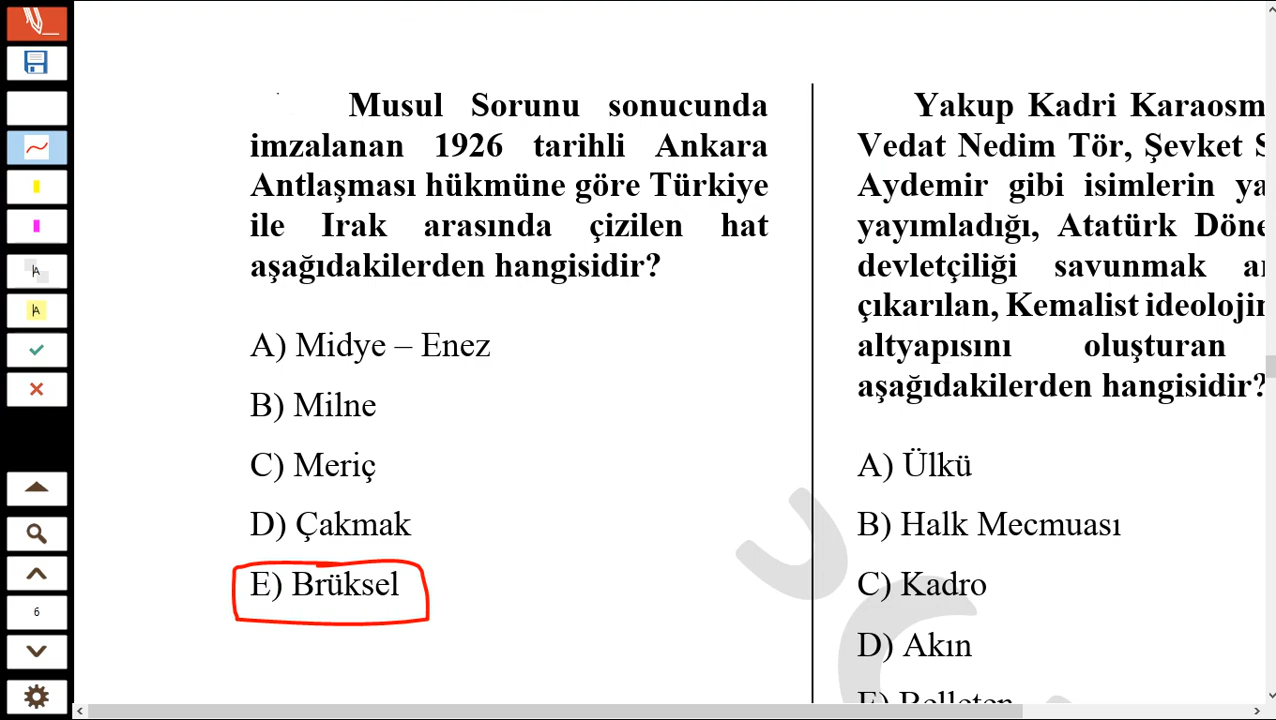 Musul Sorunu sonucunda
imzalanan 1926 tarihli Ankara
Antlaşması hükmüne göre Türkiye
ile Irak arasında çizilen hat
aşağıdakilerden hangisidir?
A) Midye – Enez
B) Milne
C) Meriç
D) Çakmak
E) Brüksel
Yakup Kadri Karaosm
Vedat Nedim Tör, Şevket S
Aydemir gibi isimlerin ya
yayımladığı, Atatürk Döne
devletçiliği savunmak
çıkarılan, Kemalist ideolojin
altyapısını oluşturan
aşağıdakilerden hangisidir?
A) Ülkü
B) Halk Mecmuası
C) Kadro
D) Akın
E) Belleten
6